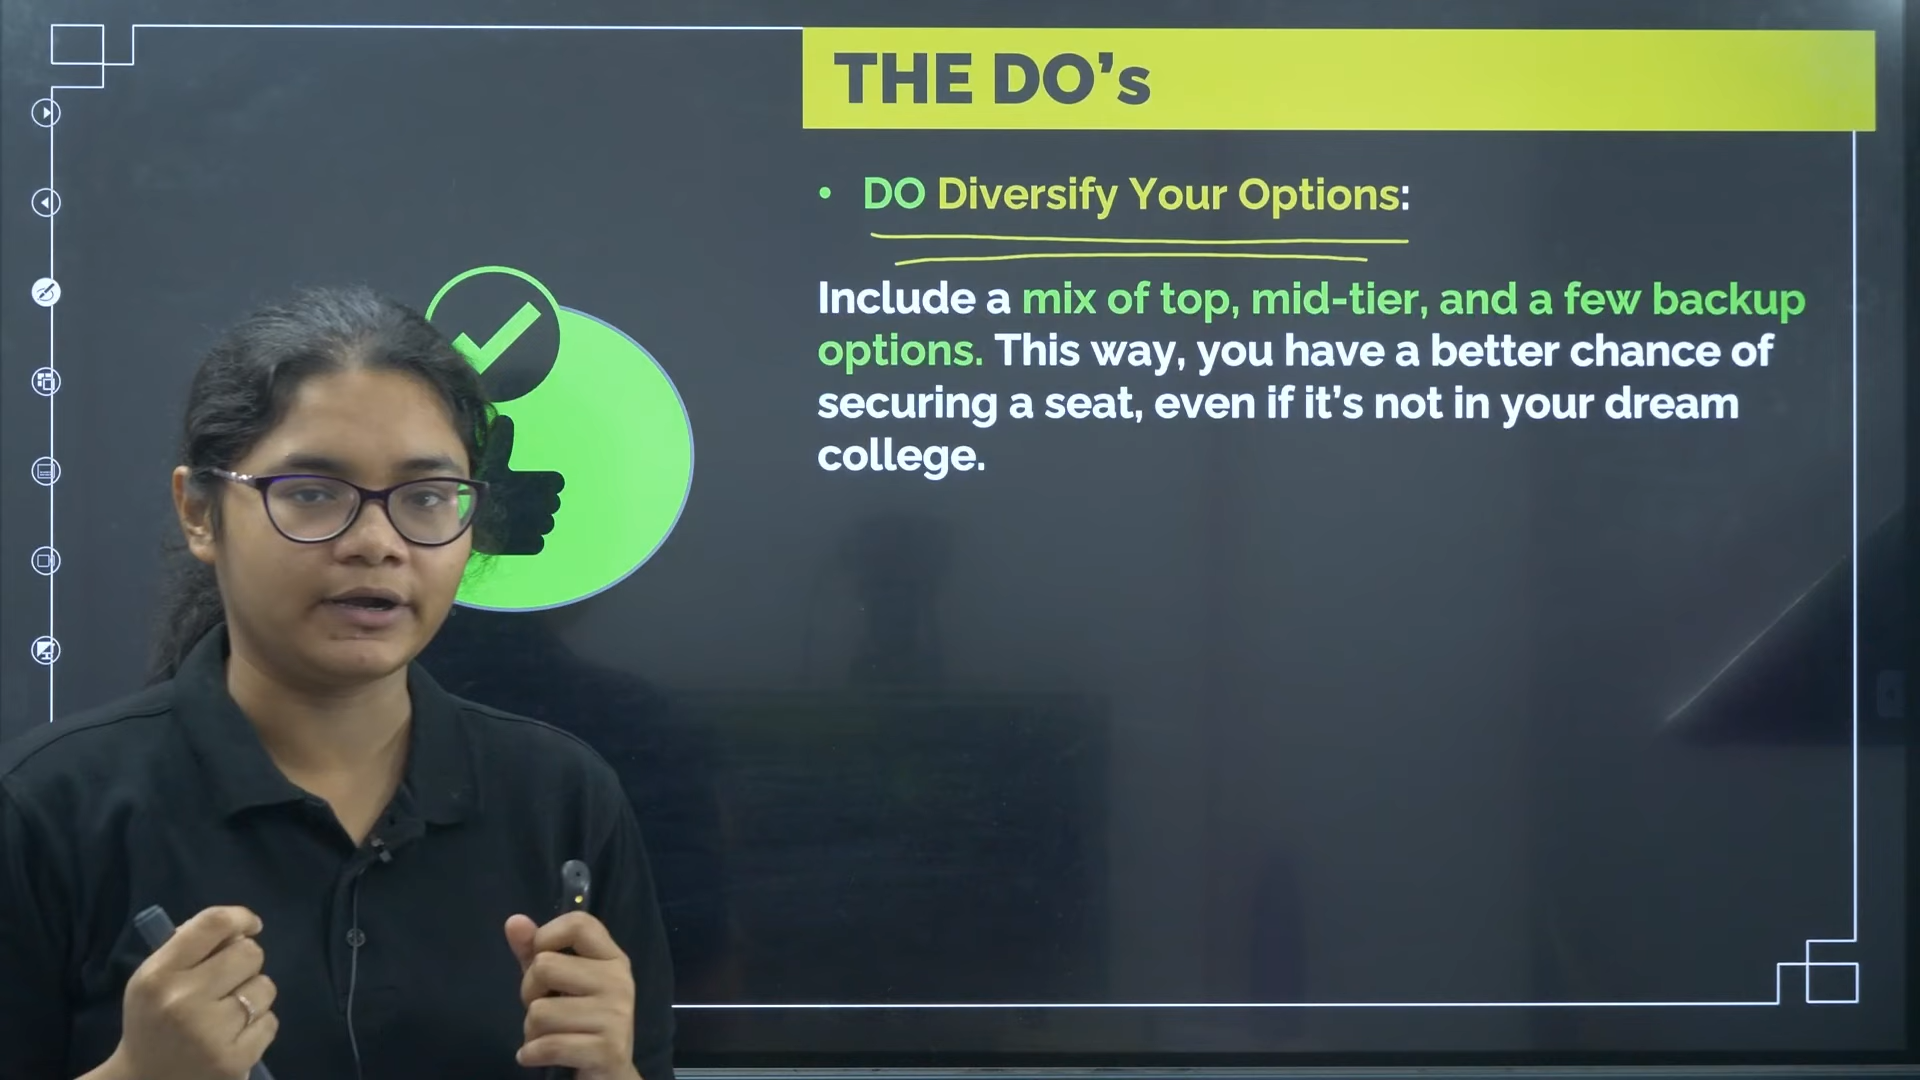 THE DO’s
• DO Diversify Your Options:
Include a mix of top, mid-tier, and a few backup
options. This way, you have a better chance of
securing a seat, even if it’s not in your dream
college.